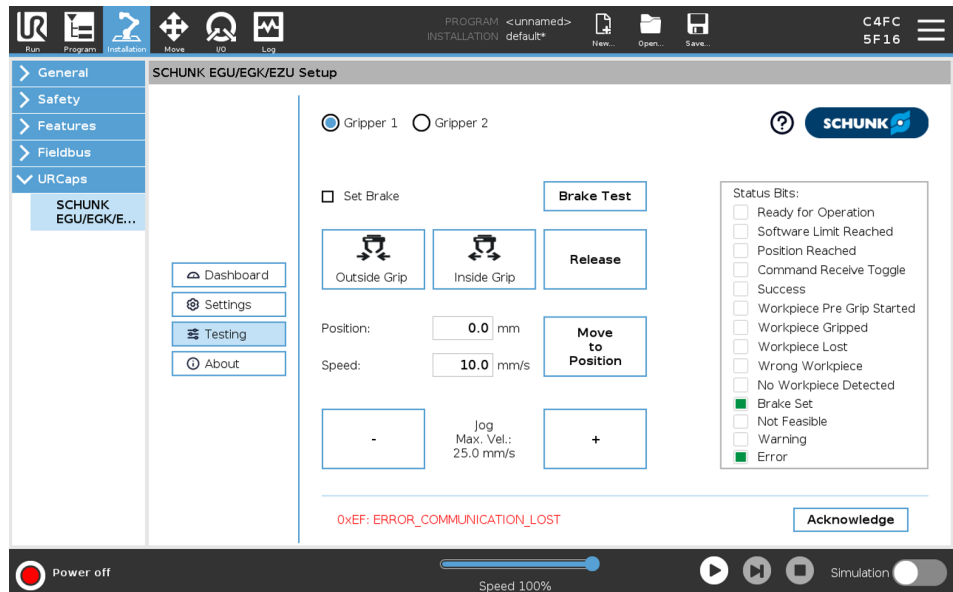 PROGRAM <unnamed>
INSTALLATION default*
C4FC
5F16
Run
Program
Installation
Move
I/O
Log
New...
Open...
Save...
General
Safety
Features
Fieldbus
URCaps
SCHUNK
EGU/EGK/E...
SCHUNK EGU/EGK/EZU Setup
Dashboard
Settings
Testing
About
Gripper 1
Gripper 2
?
SCHUNK
Set Brake
Brake Test
Outside Grip
Inside Grip
Release
Position: 0.0 mm
Speed: 10.0 mm/s
Move
to
Position
-
Jog
Max. Vel.:
25.0 mm/s
+
Status Bits:
Ready for Operation
Software Limit Reached
Position Reached
Command Receive Toggle
Success
Workpiece Pre Grip Started
Workpiece Gripped
Workpiece Lost
Wrong Workpiece
No Workpiece Detected
Brake Set
Not Feasible
Warning
Error
0xEF: ERROR_COMMUNICATION_LOST
Acknowledge
Power off
Speed 100%
Simulation